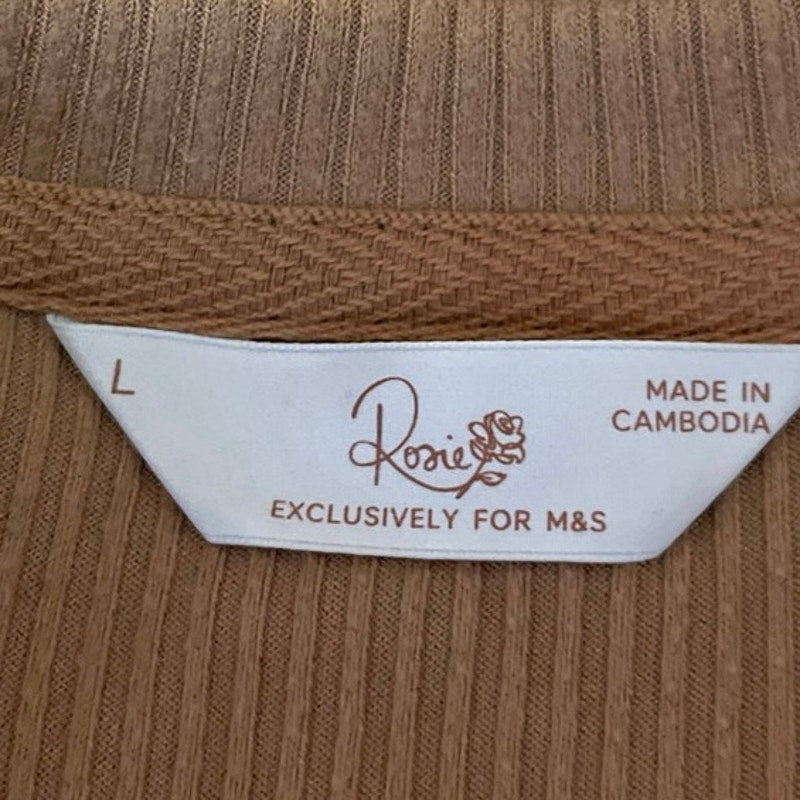 L
Rosie
MADE IN
CAMBODIA
EXCLUSIVELY FOR M&S